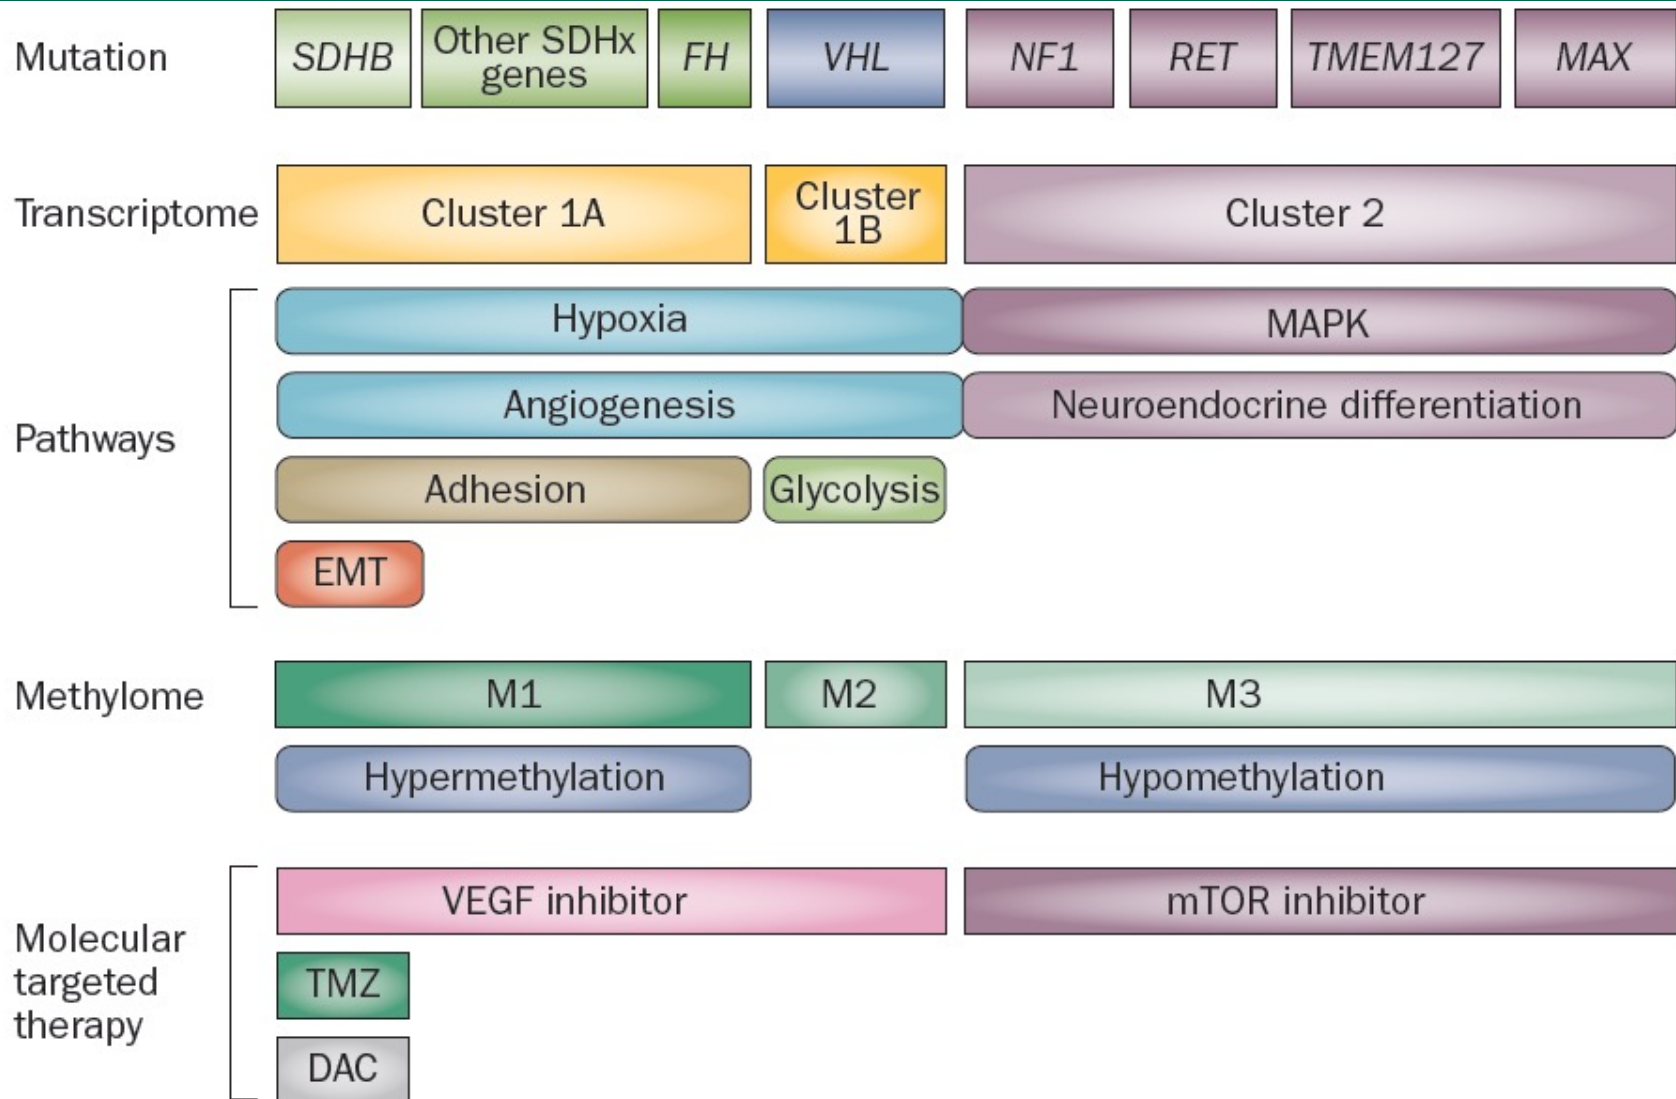 Mutation
SDHB
Other SDHx
genes
FH
VHL
NF1
RET
TMEM127
MAX
Transcriptome
Cluster 1A
Cluster
1B
Cluster 2
Pathways
Hypoxia
MAPK
Angiogenesis
Neuroendocrine differentiation
Adhesion
Glycolysis
EMT
Methylome
M1
M2
M3
Hypermethylation
Hypomethylation
Molecular
targeted
therapy
VEGF inhibitor
mTOR inhibitor
TMZ
DAC